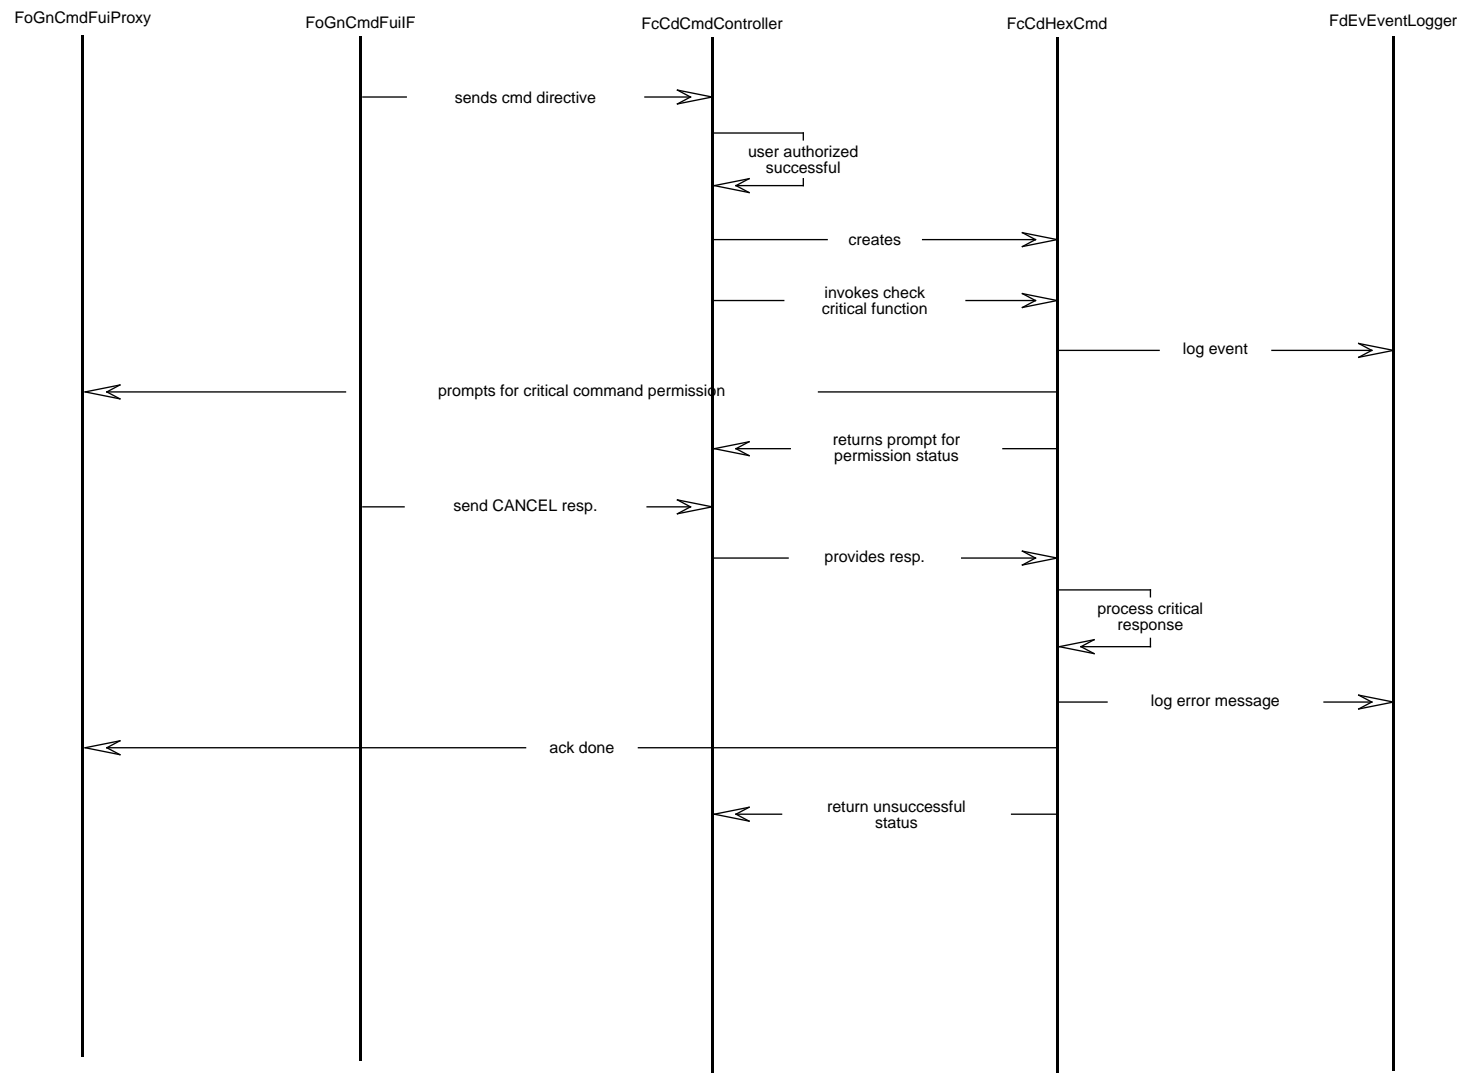 FoGnCmdFuiProxy
FoGnCmdFuiIF
FcCdCmdController
FcCdHexCmd
FdEvEventLogger
sends cmd directive
user authorized
successful
creates
invokes check
critical function
log event
prompts for critical command permission
returns prompt for
permission status
send CANCEL resp.
provides resp.
process critical
response
log error message
ack done
return unsuccessful
status